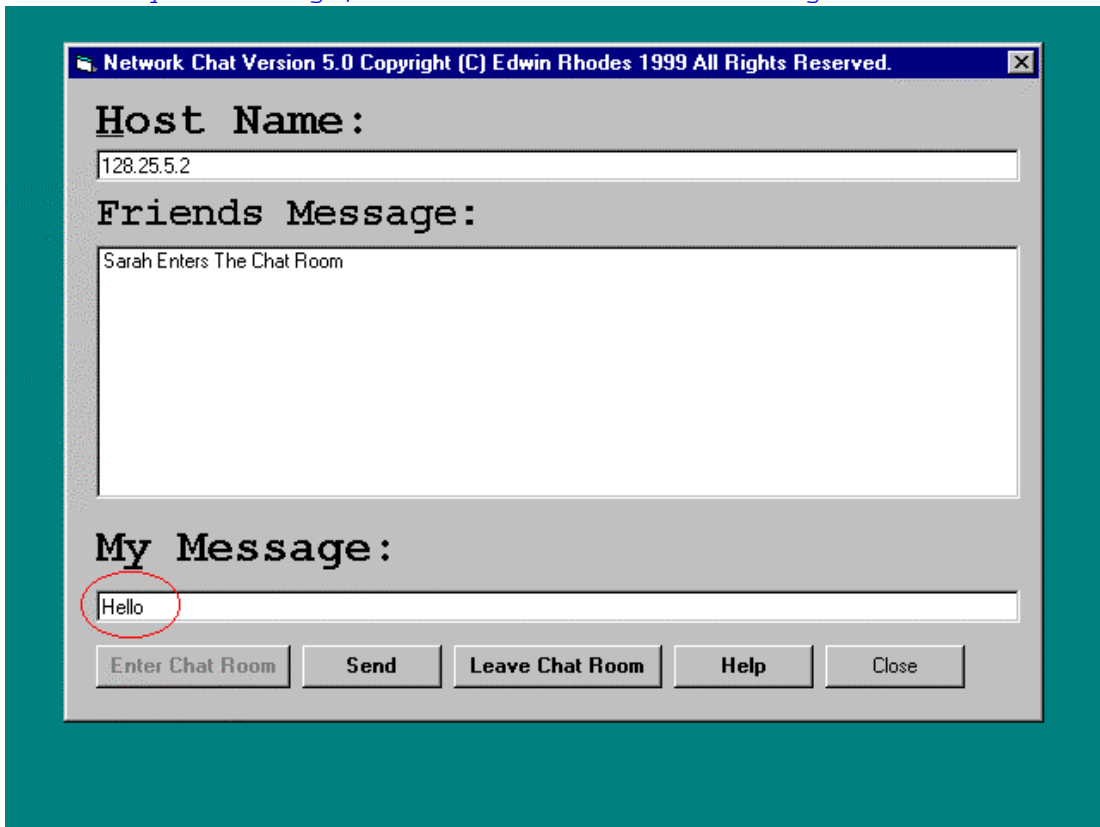 Network Chat Version 5.0 Copyright (C) Edwin Rhodes 1999 All Rights Reserved.
Host Name:
128.25.5.2
Friends Message:
Sarah Enters The Chat Room
My Message:
Hello
Enter Chat Room Send Leave Chat Room Help Close